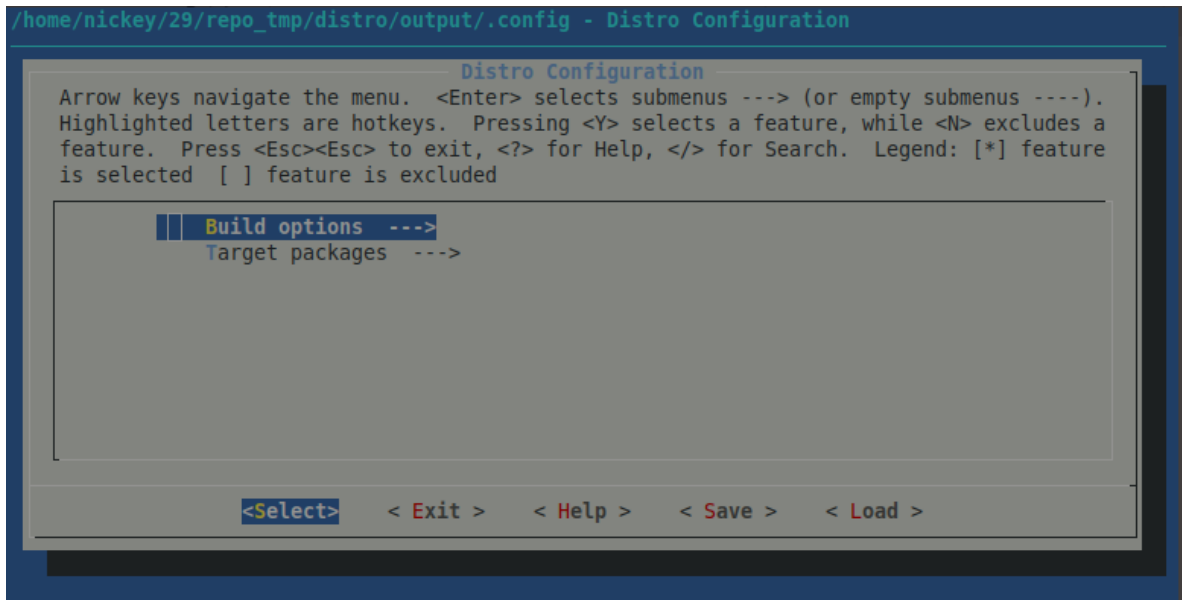 /home/nickey/29/repo_tmp/distro/output/.config - Distro Configuration
Distro Configuration
Arrow keys navigate the menu.  <Enter> selects submenus ---> (or empty submenus ----).
Highlighted letters are hotkeys.  Pressing <Y> selects a feature, while <N> excludes a
feature.  Press <Esc><Esc> to exit, <?> for Help, </> for Search.  Legend: [*] feature
is selected  [ ] feature is excluded
Build options  --->
Target packages  --->
<Select>    < Exit >    < Help >    < Save >    < Load >